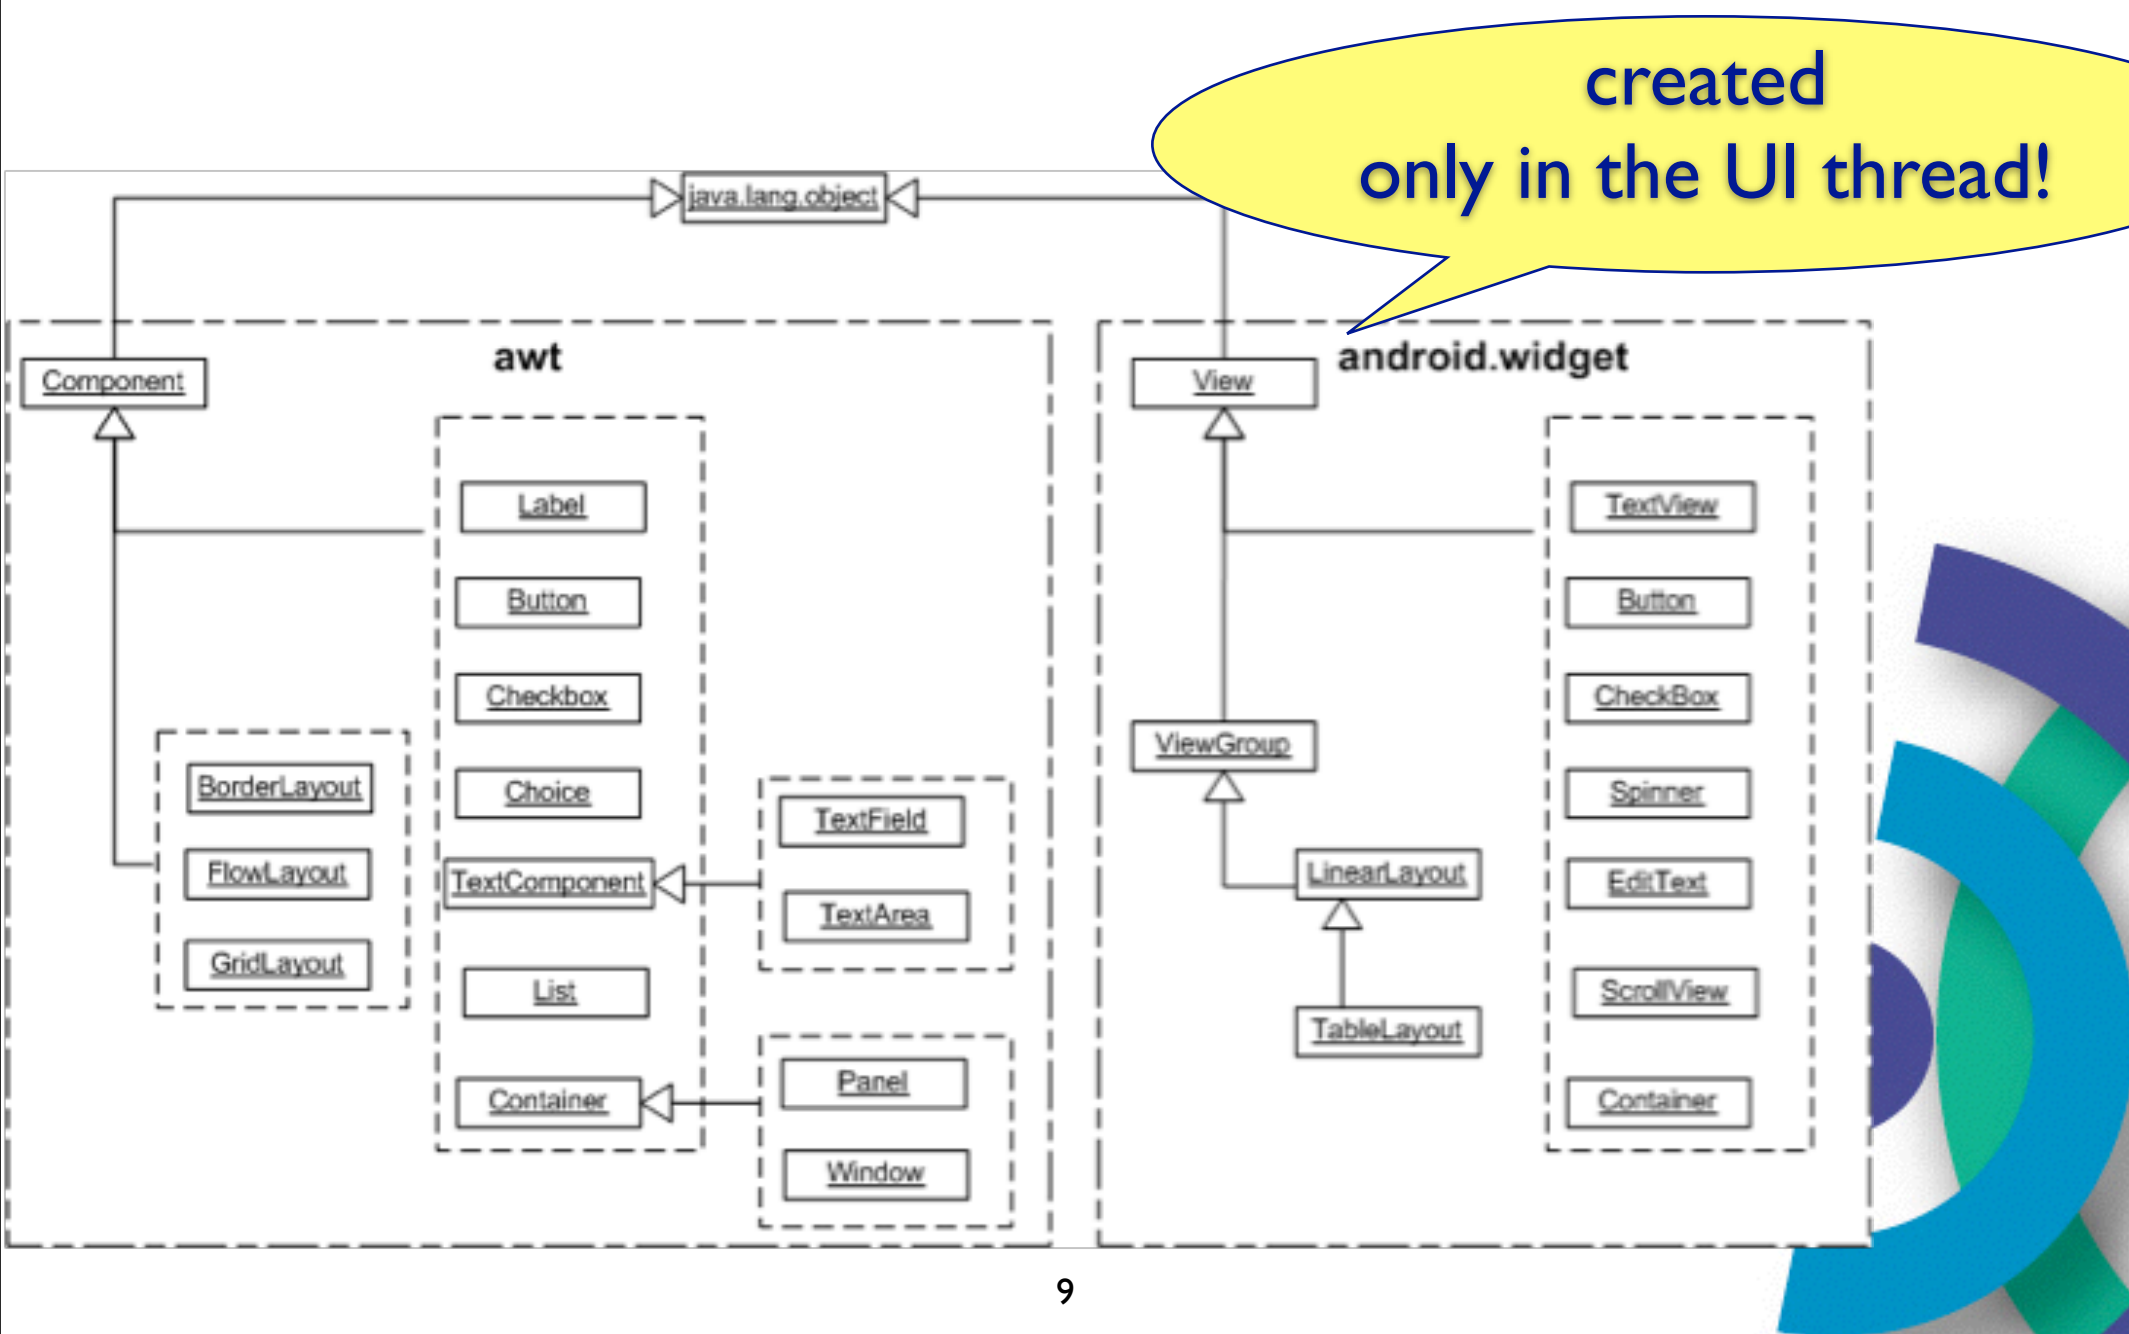 created
only in the UI thread!
java.lang.object
awt
Component
Label
Button
Checkbox
Choice
TextComponent
List
Container
BorderLayout
FlowLayout
GridLayout
TextField
TextArea
Panel
Window
android.widget
View
ViewGroup
LinearLayout
TableLayout
TextView
Button
CheckBox
Spinner
EditText
ScrollView
Container
9